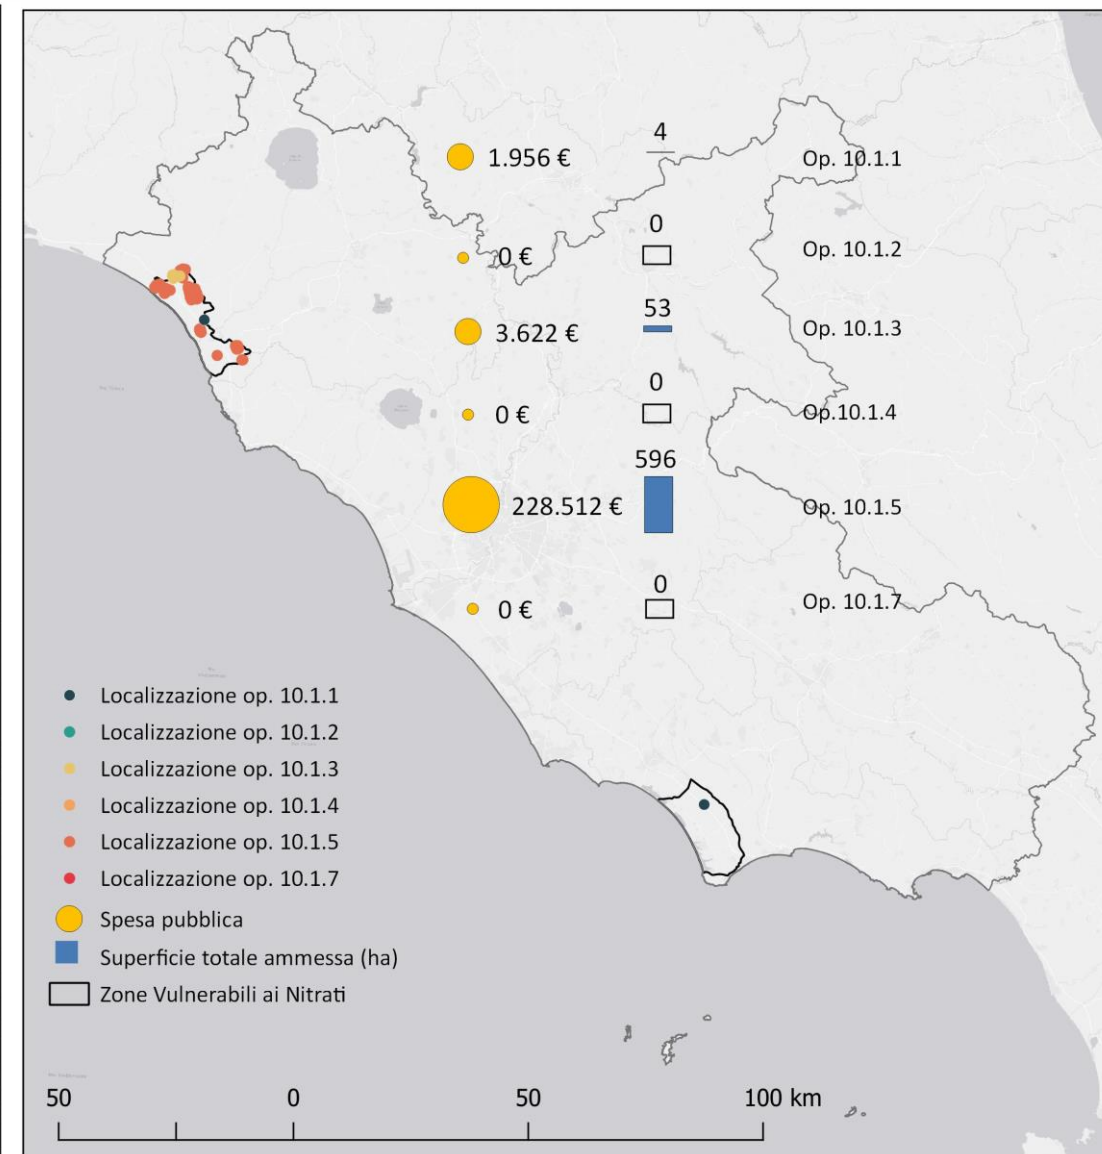 4
1.956 €
Op. 10.1.1
0
0 €
Op. 10.1.2
53
3.622 €
Op. 10.1.3
0
0 €
Op.10.1.4
596
228.512 €
Op. 10.1.5
0
0 €
Op. 10.1.7
Localizzazione op. 10.1.1
Localizzazione op. 10.1.2
Localizzazione op. 10.1.3
Localizzazione op. 10.1.4
Localizzazione op. 10.1.5
Localizzazione op. 10.1.7
Spesa pubblica
Superficie totale ammessa (ha)
Zone Vulnerabili ai Nitrati
50 0 50 100 km